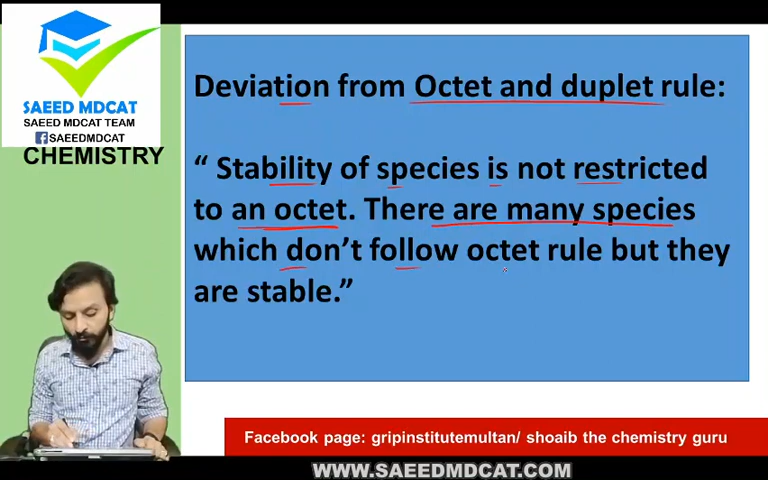 SAEED MDCAT
SAEED MDCAT TEAM
SAEEDMDCAT
CHEMISTRY
Deviation from Octet and duplet rule:
“ Stability of species is not restricted
to an octet. There are many species
which don’t follow octet rule but they
are stable.”
Facebook page: gripinstitutemultan/ shoaib the chemistry guru
WWW.SAEEDMDCAT.COM